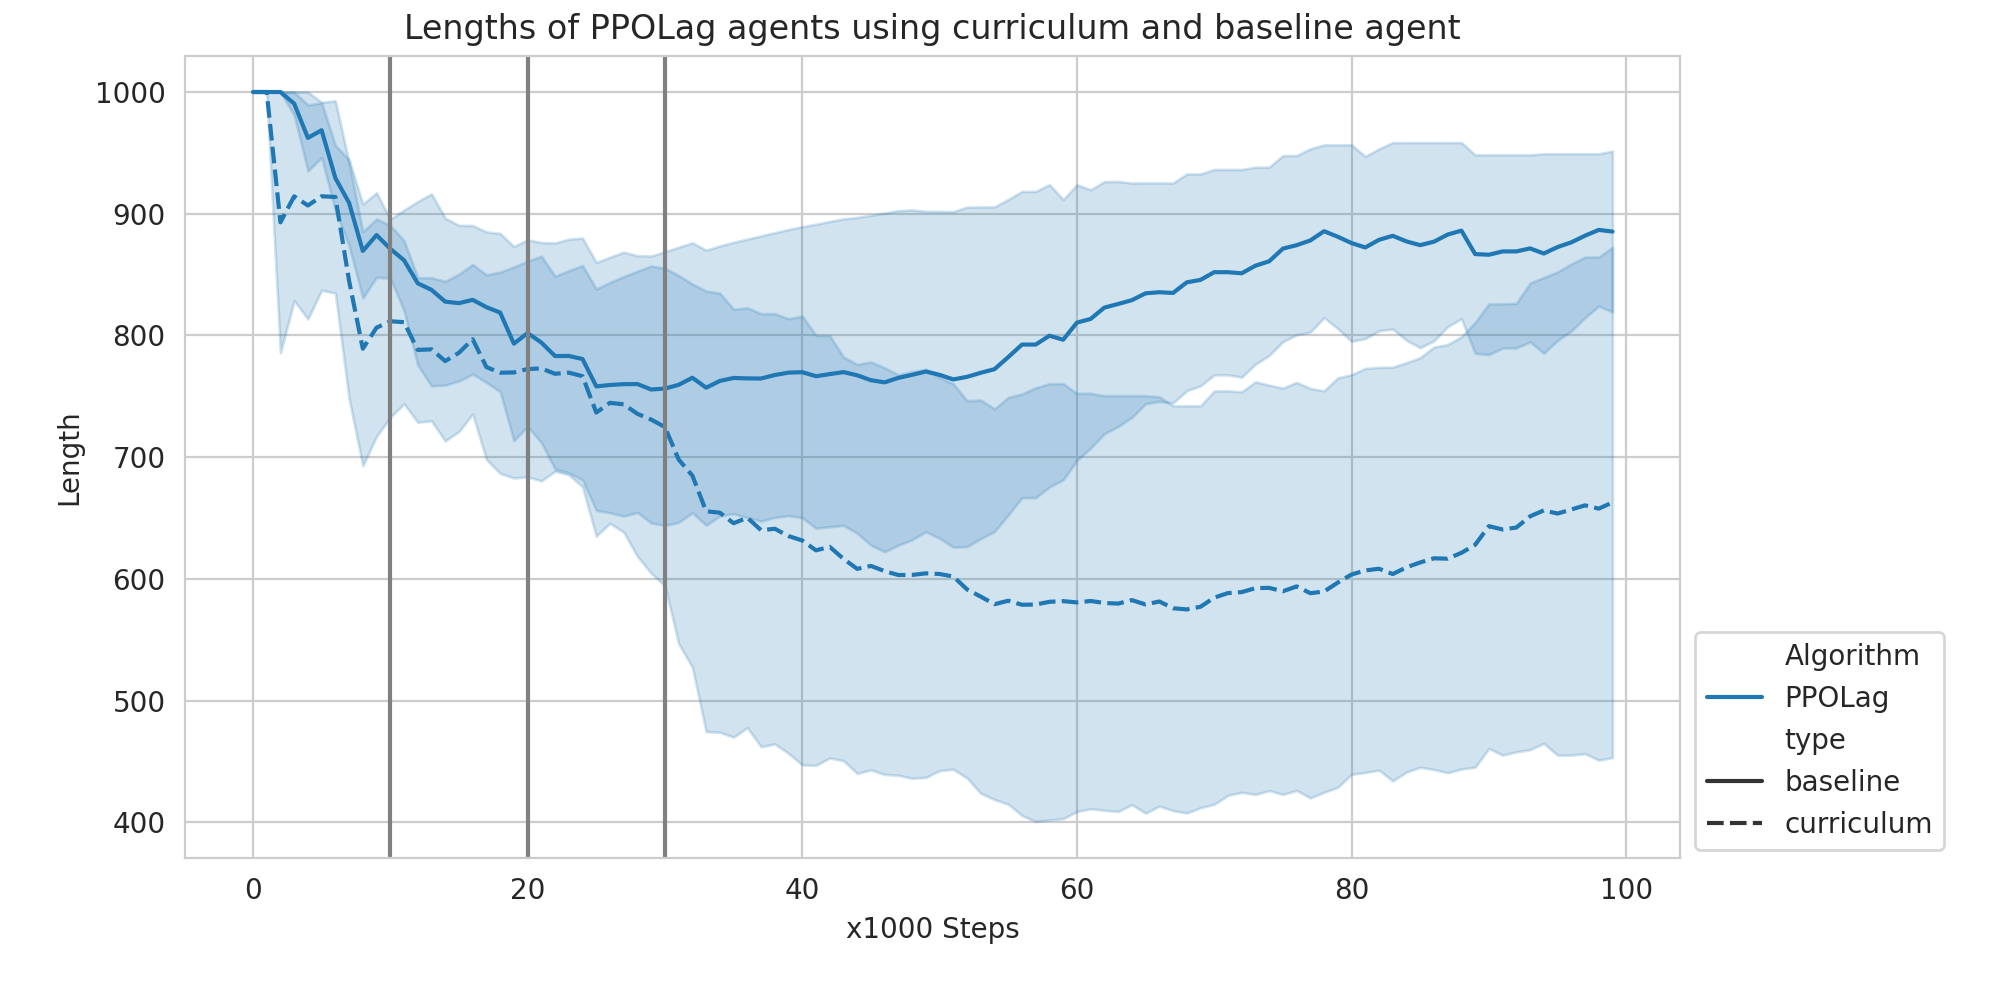 Lengths of PPOLag agents using curriculum and baseline agent
1000
900
800
700
600
500
400
Length
0 20 40 60 80 100
x1000 Steps
Algorithm
PPOLag
type
baseline
curriculum